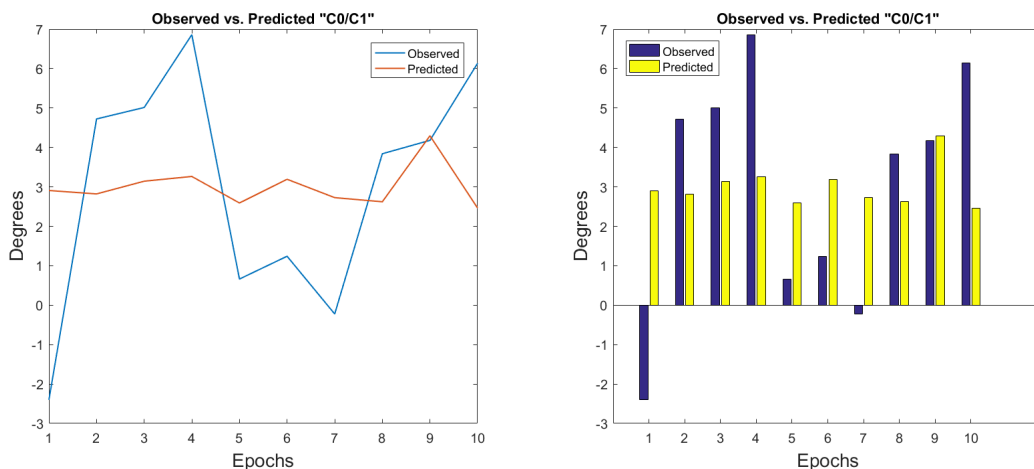 Observed vs. Predicted "C0/C1"
Observed
Predicted
7
6
5
4
3
2
1
0
-1
-2
-3
Degrees
1 2 3 4 5 6 7 8 9 10
Epochs
Observed vs. Predicted "C0/C1"
Observed
Predicted
7
6
5
4
3
2
1
0
-1
-2
-3
Degrees
1 2 3 4 5 6 7 8 9 10
Epochs